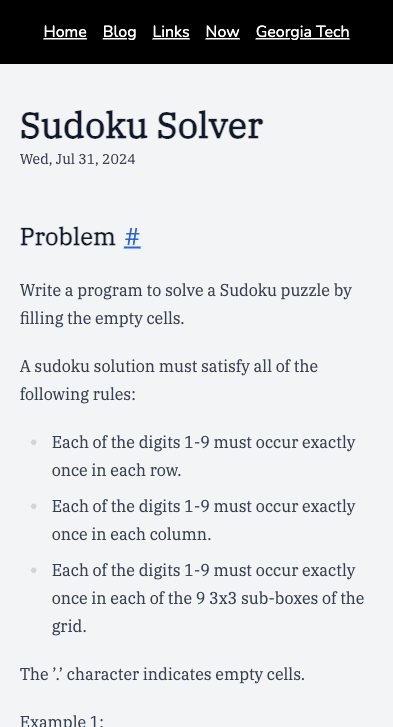 Home Blog Links Now Georgia Tech
Sudoku Solver
Wed, Jul 31, 2024
Problem #
Write a program to solve a Sudoku puzzle by
filling the empty cells.
A sudoku solution must satisfy all of the
following rules:
Each of the digits 1-9 must occur exactly
once in each row.
Each of the digits 1-9 must occur exactly
once in each column.
Each of the digits 1-9 must occur exactly
once in each of the 9 3x3 sub-boxes of the
grid.
The ’.’ character indicates empty cells.
Example 1: